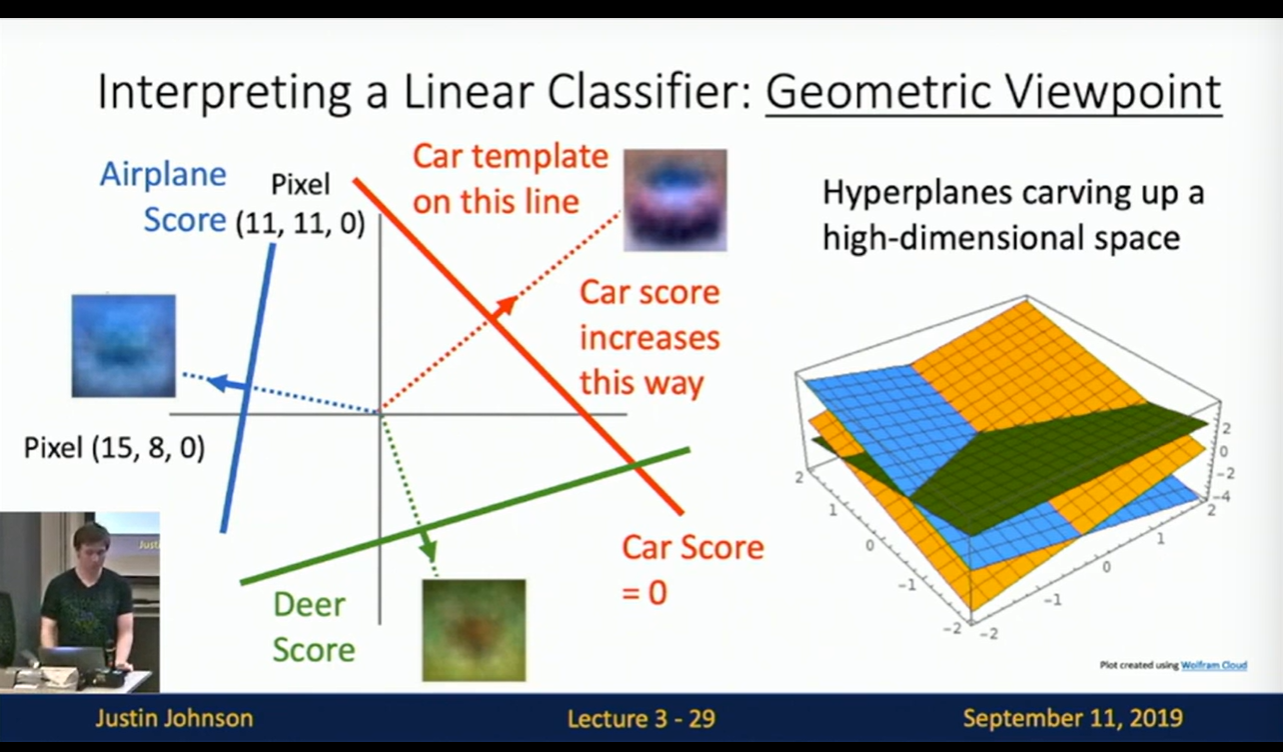 Interpreting a Linear Classifier: Geometric Viewpoint
Airplane
Score
Pixel
(11, 11, 0)
Car template
on this line
Car score
increases
this way
Pixel (15, 8, 0)
Deer
Score
Car Score
= 0
Hyperplanes carving up a
high-dimensional space
2
1
0
-1
-2
-2
-1
0
1
2
2
0
-2
-4
Plot created using Wolfram Cloud
Justin Johnson
Lecture 3 - 29
September 11, 2019